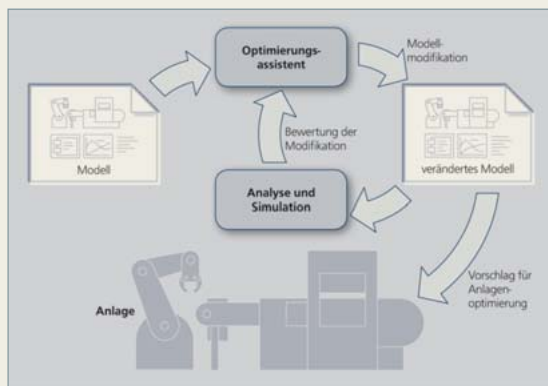 Optimierungs-
assistent
Modell-
modifikation
Modell
Bewertung der
Modifikation
verändertes Modell
Analyse und
Simulation
Vorschlag für
Anlagen-
optimierung
Anlage